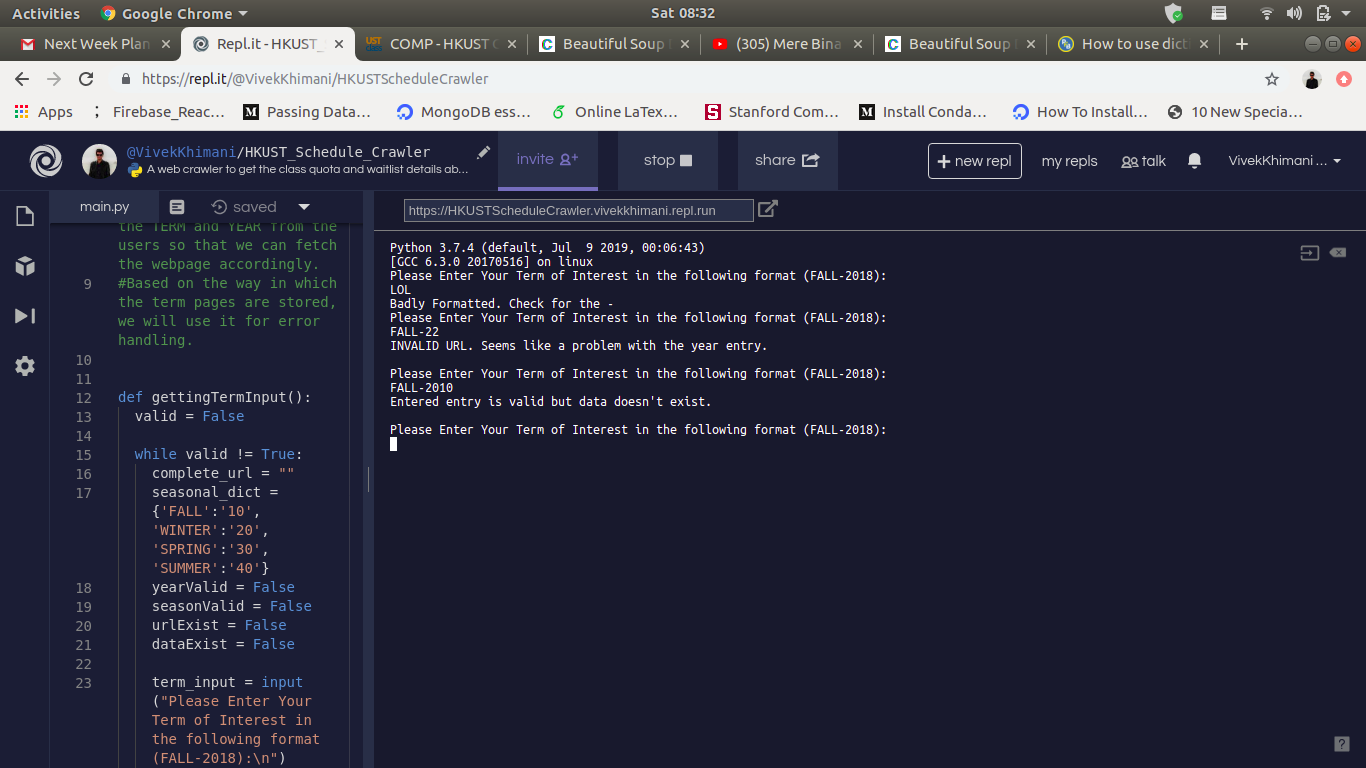 Activities Google Chrome Sat 08:32
Next Week Plan Repl.it - HKUST_ COMP - HKUST C Beautiful Soup (305) Mere Bina Beautiful Soup How to use dict
https://repl.it/@VivekKhimani/HKUSTScheduleCrawler
Apps Firebase_Reac... Passing Data... MongoDB ess... Online LaTex... Stanford Com... Install Conda... How To Install... 10 New Specia...
@VivekKhimani/HKUST_Schedule_Crawler
A web crawler to get the class quota and waitlist details ab...
invite stop share + new repl my repls talk VivekKhimani ...
main.py saved
https://HKUSTScheduleCrawler.vivekkhimani.repl.run
the TERM and YEAR from the
users so that we can fetch
the webpage accordingly.
9 #Based on the way in which
the term pages are stored,
we will use it for error
handling.
10
11
12 def gettingTermInput():
13 valid = False
14
15 while valid != True:
16 complete_url = ""
17 seasonal_dict =
{'FALL':'10',
'WINTER':'20',
'SPRING':'30',
'SUMMER':'40'}
18 yearValid = False
19 seasonValid = False
20 urlExist = False
21 dataExist = False
22
23 term_input = input
("Please Enter Your
Term of Interest in
the following format
(FALL-2018):\n")
Python 3.7.4 (default, Jul  9 2019, 00:06:43)
[GCC 6.3.0 20170516] on linux
Please Enter Your Term of Interest in the following format (FALL-2018):
LOL
Badly Formatted. Check for the -
Please Enter Your Term of Interest in the following format (FALL-2018):
FALL-22
INVALID URL. Seems like a problem with the year entry.
Please Enter Your Term of Interest in the following format (FALL-2018):
FALL-2010
Entered entry is valid but data doesn't exist.
Please Enter Your Term of Interest in the following format (FALL-2018):
?